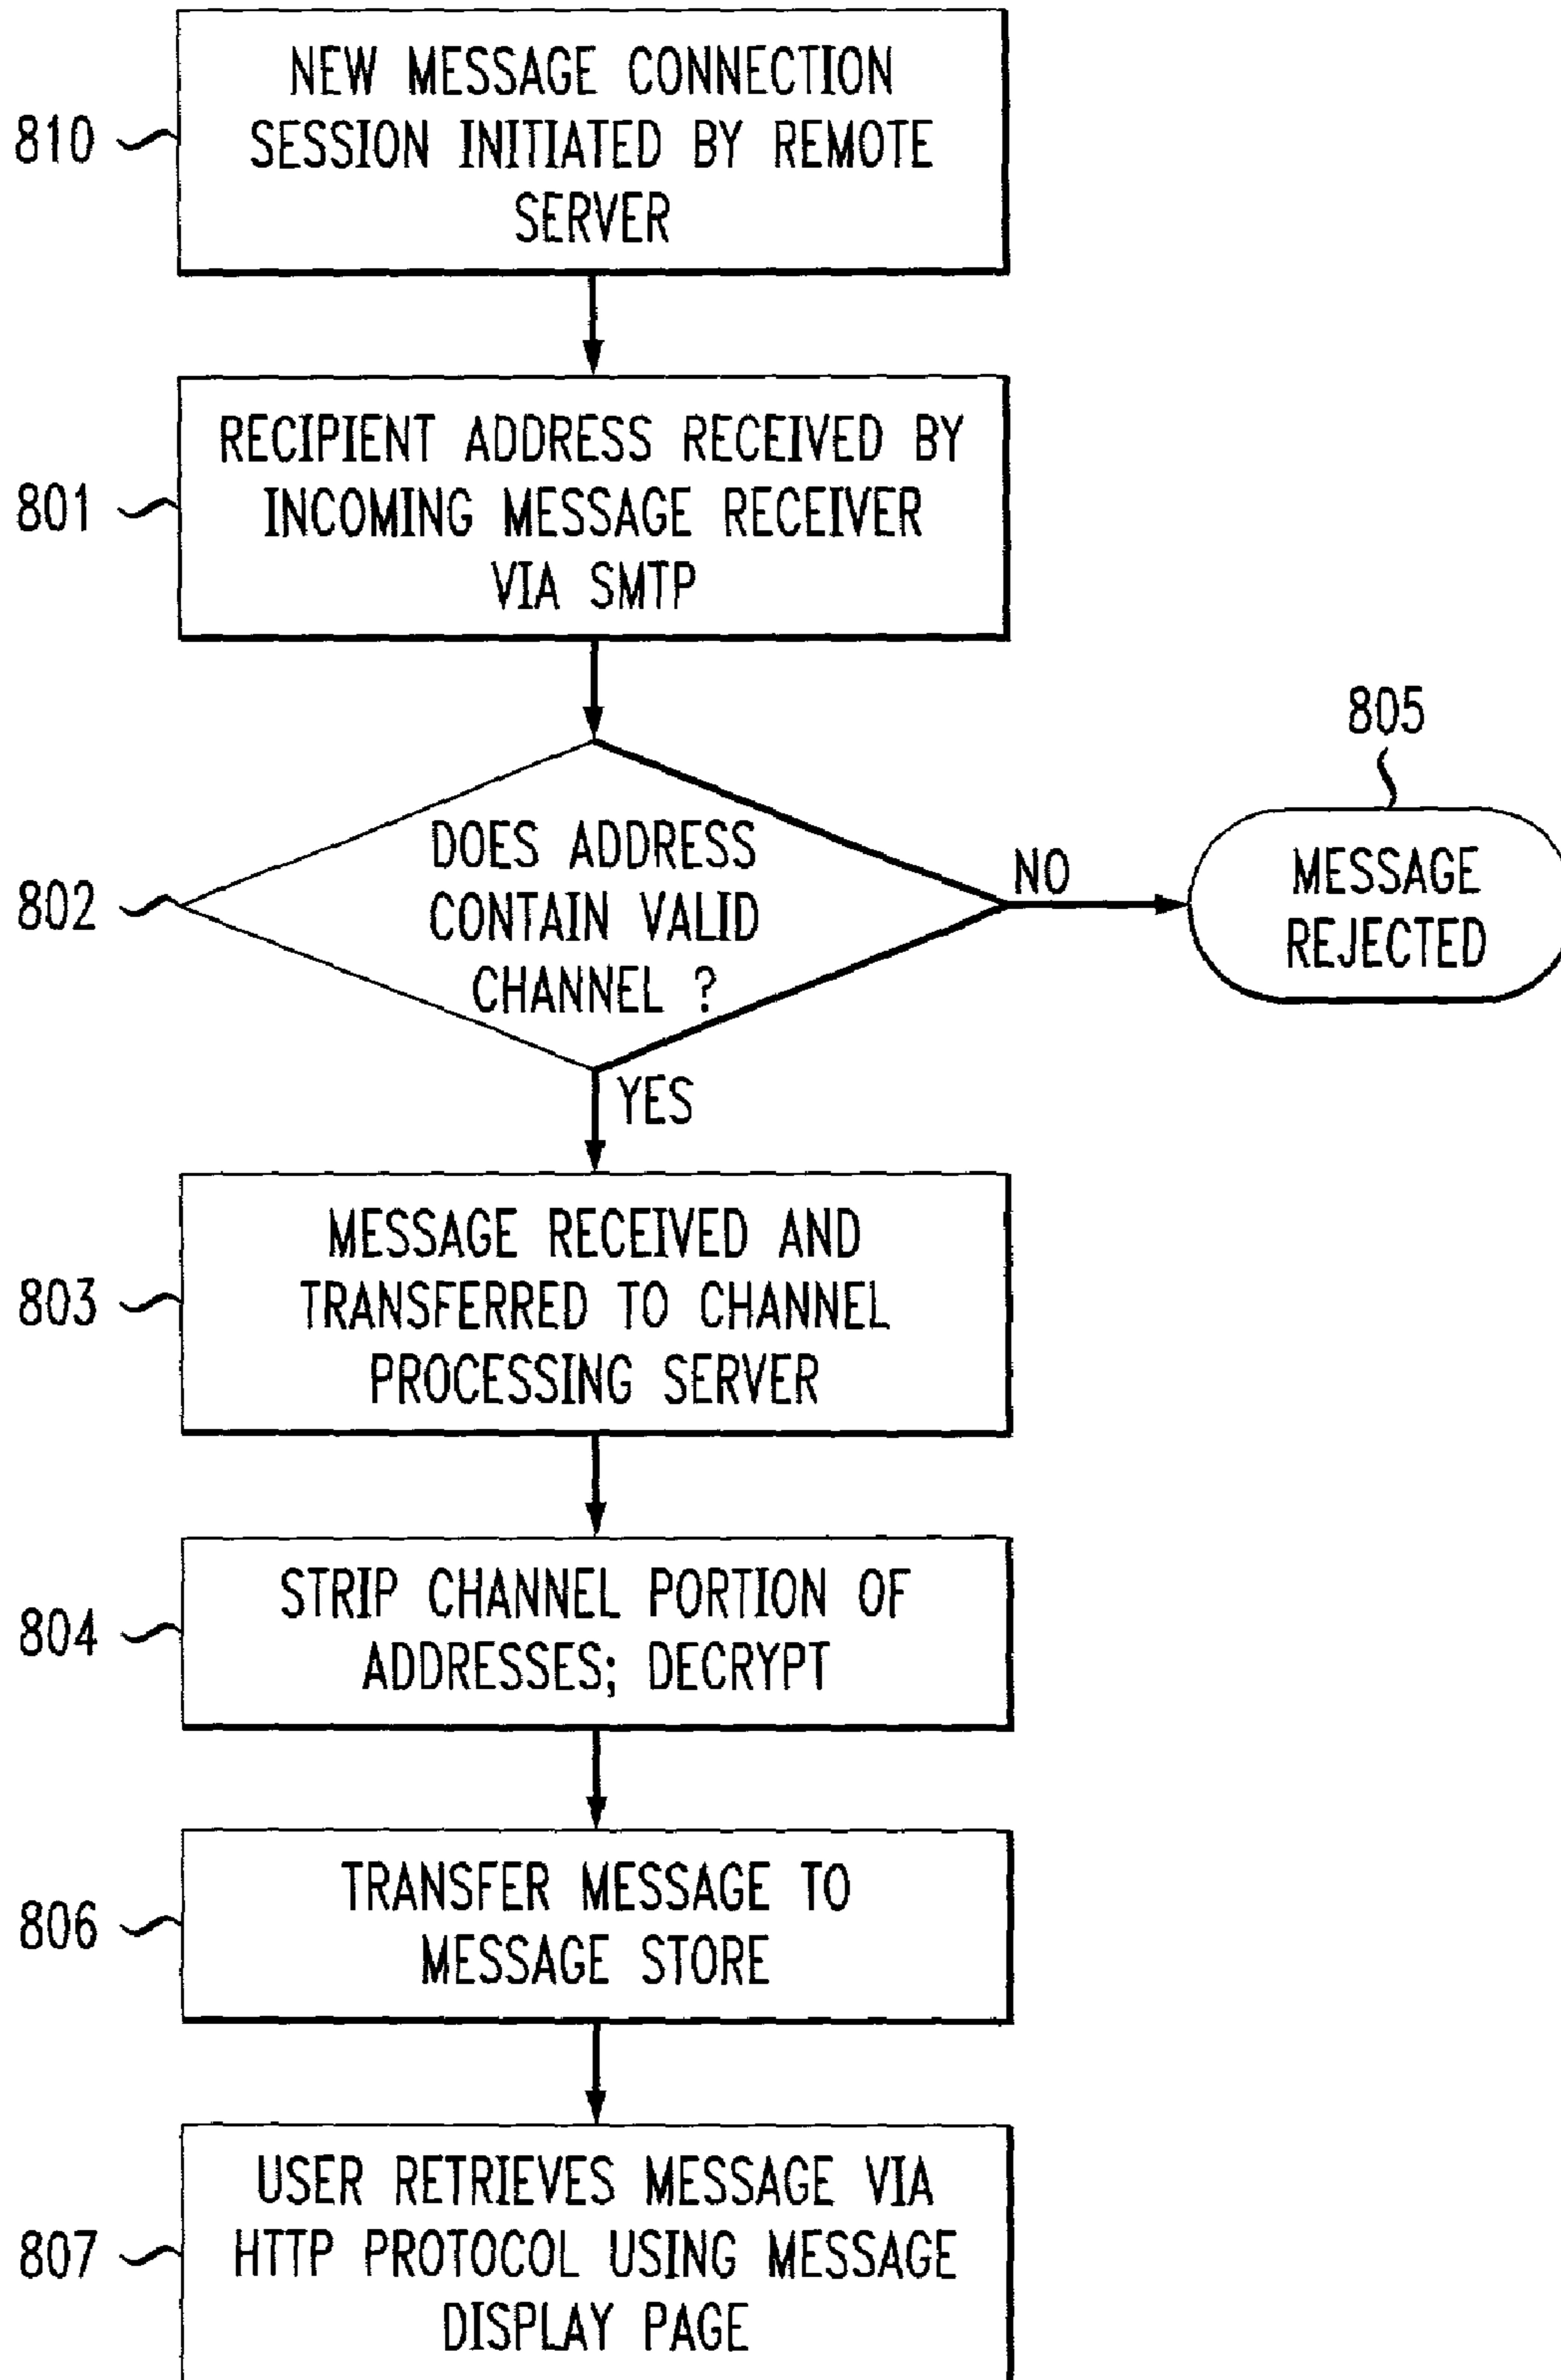 810
NEW MESSAGE CONNECTION
SESSION INITIATED BY REMOTE
SERVER
801
RECIPIENT ADDRESS RECEIVED BY
INCOMING MESSAGE RECEIVER
VIA SMTP
802
DOES ADDRESS
CONTAIN VALID
CHANNEL ?
NO
805
MESSAGE
REJECTED
YES
803
MESSAGE RECEIVED AND
TRANSFERRED TO CHANNEL
PROCESSING SERVER
804
STRIP CHANNEL PORTION OF
ADDRESSES; DECRYPT
806
TRANSFER MESSAGE TO
MESSAGE STORE
807
USER RETRIEVES MESSAGE VIA
HTTP PROTOCOL USING MESSAGE
DISPLAY PAGE